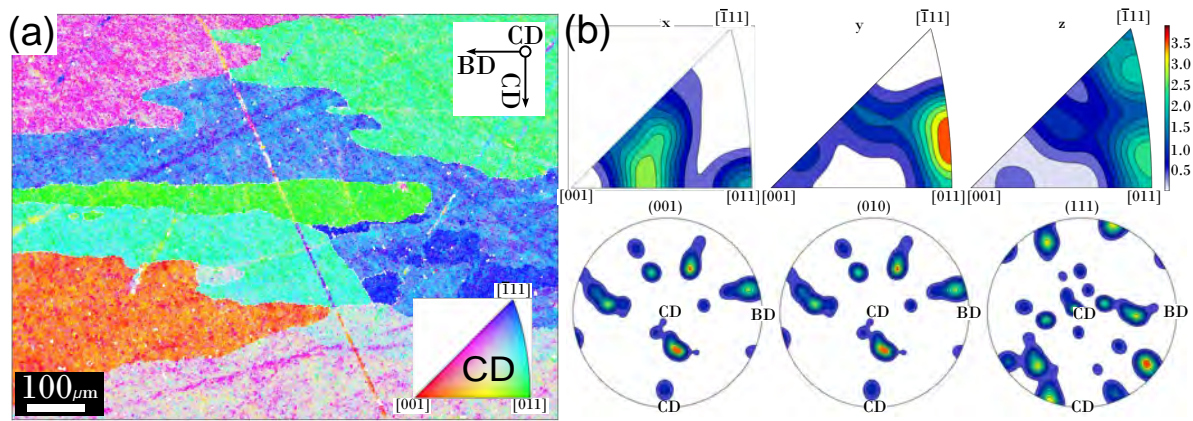 (a)
CD
BD
CD
[1̄11]
CD
[001]
[011]
100μm
(b)
x
y
z
[1̄11]
[1̄11]
[1̄11]
3.5
3.0
2.5
2.0
1.5
1.0
0.5
[001]
[011]
[001]
[011]
[001]
[011]
(001)
(010)
(111)
CD
BD
CD
CD
BD
CD
CD
BD
CD